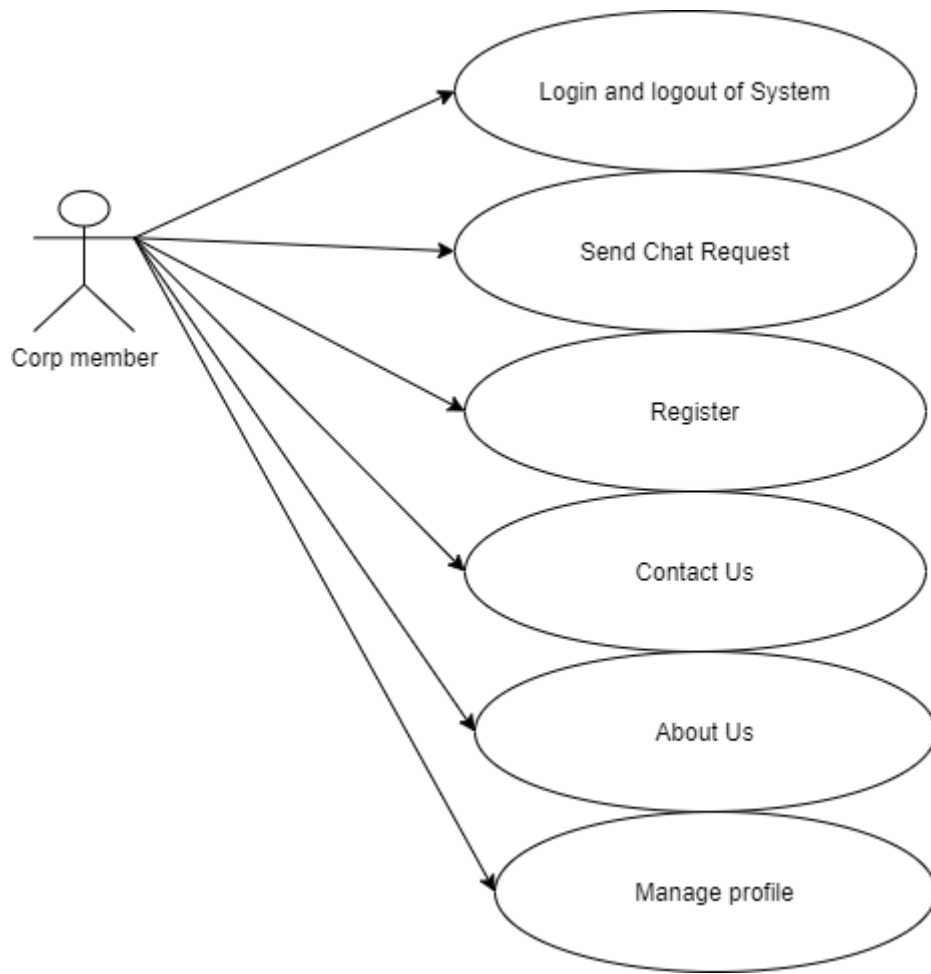 Login and logout of System
Send Chat Request
Corp member
Register
Contact Us
About Us
Manage profile